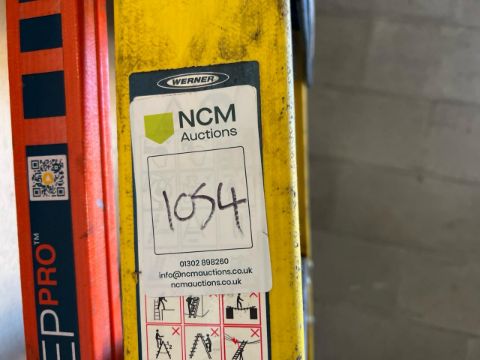 WERNER
NCM
Auctions
1054
01302 898260
info@ncmauctions.co.uk
ncmauctions.co.uk
EPPRO™